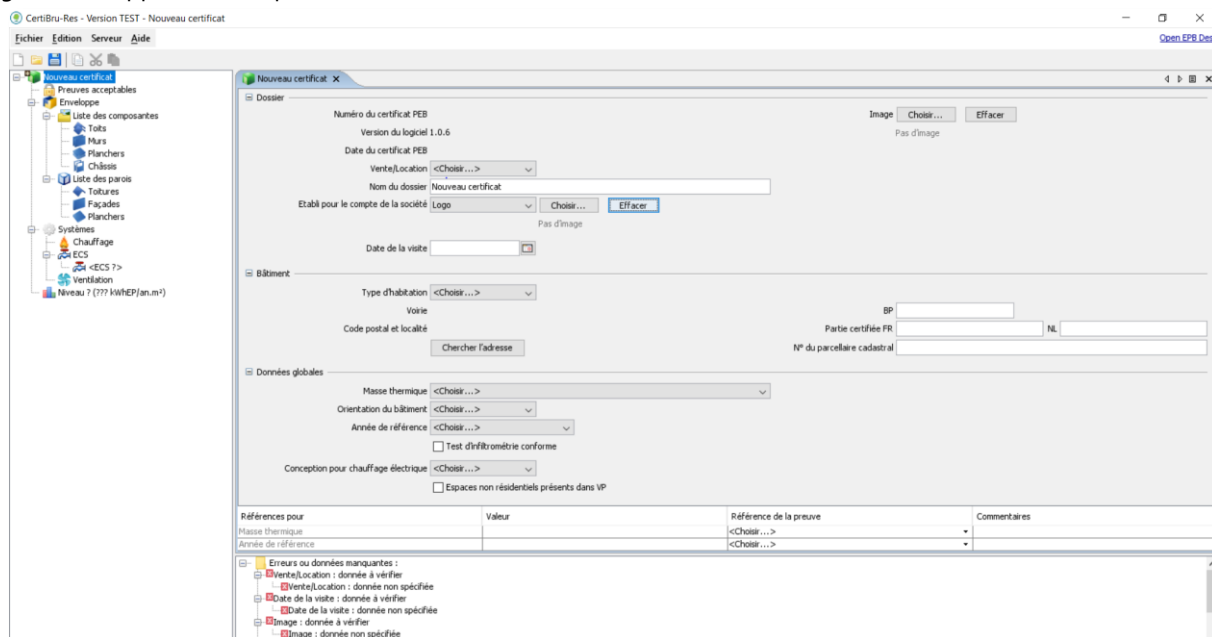 CertiBru-Res - Version TEST - Nouveau certificat
Fichier Edition Serveur Aide
Open EPB Des
Nouveau certificat
Preuves acceptables
Enveloppe
Liste des composantes
Toits
Murs
Planchers
Châssis
Liste des parois
Toitures
Façades
Planchers
Systèmes
Chauffage
ECS
<ECS ?>
Ventilation
Niveau ? (??? kWhEP/an.m²)
Nouveau certificat
Dossier
Numéro du certificat PEB
Image Choisir... Effacer
Version du logiciel 1.0.6
Pas d'image
Date du certificat PEB
Vente/Location <Choisir...>
Nom du dossier Nouveau certificat
Etabli pour le compte de la société Logo Choisir... Effacer
Pas d'image
Date de la visite
Bâtiment
Type d'habitation <Choisir...>
Voirie BP
Code postal et localité Partie certifiée FR NL
Chercher l'adresse N° du parcellaire cadastral
Données globales
Masse thermique <Choisir...>
Orientation du bâtiment <Choisir...>
Année de référence <Choisir...>
Test d'infiltrométrie conforme
Conception pour chauffage électrique <Choisir...>
Espaces non résidentiels présents dans VP
Références pour Valeur Référence de la preuve Commentaires
Masse thermique <Choisir...>
Année de référence <Choisir...>
Erreurs ou données manquantes :
Vente/Location : donnée à vérifier
Vente/Location : donnée non spécifiée
Date de la visite : donnée à vérifier
Date de la visite : donnée non spécifiée
Image : donnée à vérifier
Image : donnée non spécifiée